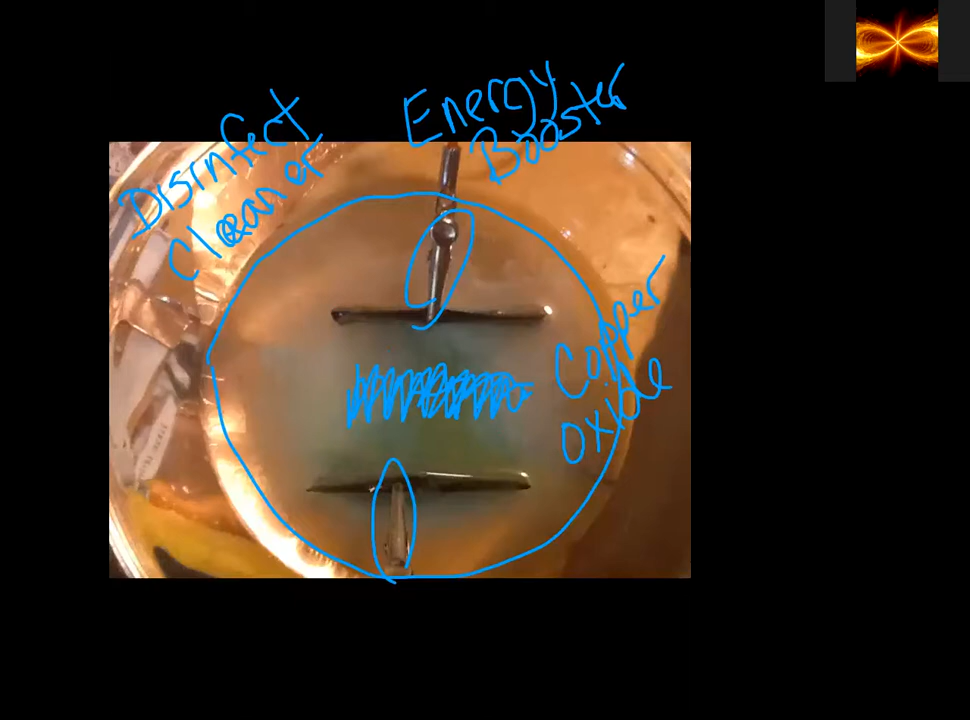 Disinfect
Cleaner
Energy
Booster
Copper
oxide